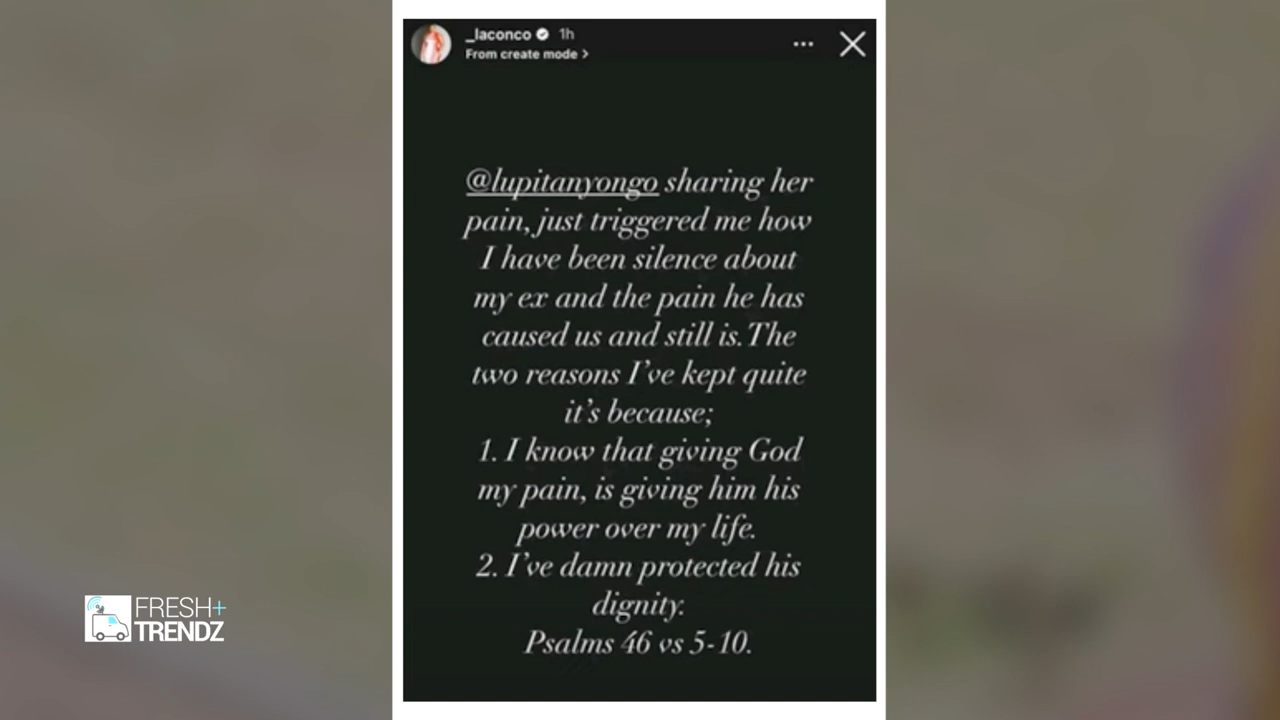 _laconco 1h
From create mode >
@lupitanyongo sharing her
pain, just triggered me how
I have been silence about
my ex and the pain he has
caused us and still is. The
two reasons I've kept quite
it's because;
1. I know that giving God
my pain, is giving him his
power over my life.
2. I've damn protected his
dignity.
Psalms 46 vs 5-10.
FRESH+
TRENDZ